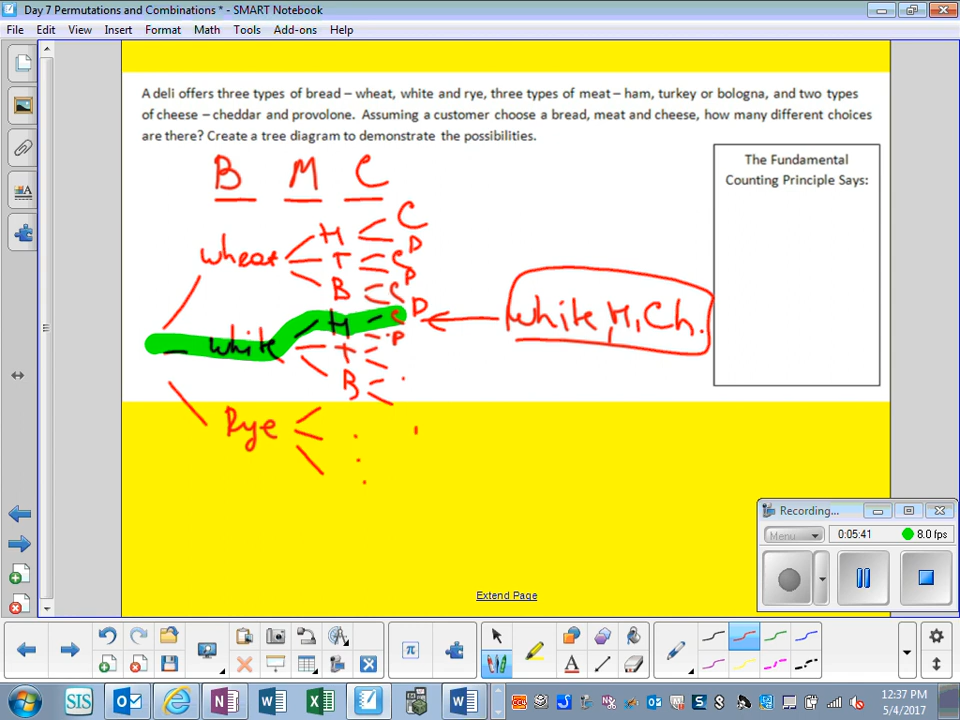 Day 7 Permutations and Combinations * - SMART Notebook
File Edit View Insert Format Math Tools Add-ons Help
A deli offers three types of bread – wheat, white and rye, three types of meat – ham, turkey or bologna, and two types
of cheese – cheddar and provolone. Assuming a customer choose a bread, meat and cheese, how many different choices
are there? Create a tree diagram to demonstrate the possibilities.
The Fundamental
Counting Principle Says:
B M C
wheat H C
P
T C
P
B C
P
white H C
P
T
B
White, H, Ch.
Rye
Recording...
Menu 0:05:41 8.0 fps
Extend Page
π
A
SiS
12:37 PM
5/4/2017